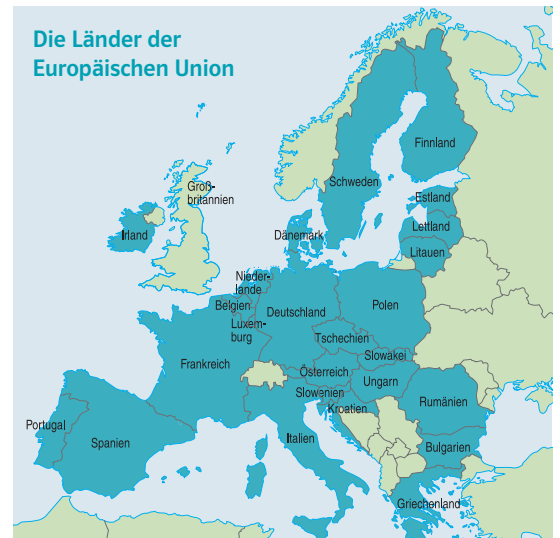 Die Länder der
Europäischen Union
Finnland
Schweden
Groß-
britannien
Estland
Irland
Dänemark
Lettland
Litauen
Nieder-
lande
Belgien
Deutschland
Polen
Luxem-
burg
Tschechien
Slowakei
Frankreich
Österreich
Ungarn
Slowenien
Rumänien
Kroatien
Portugal
Spanien
Italien
Bulgarien
Griechenland